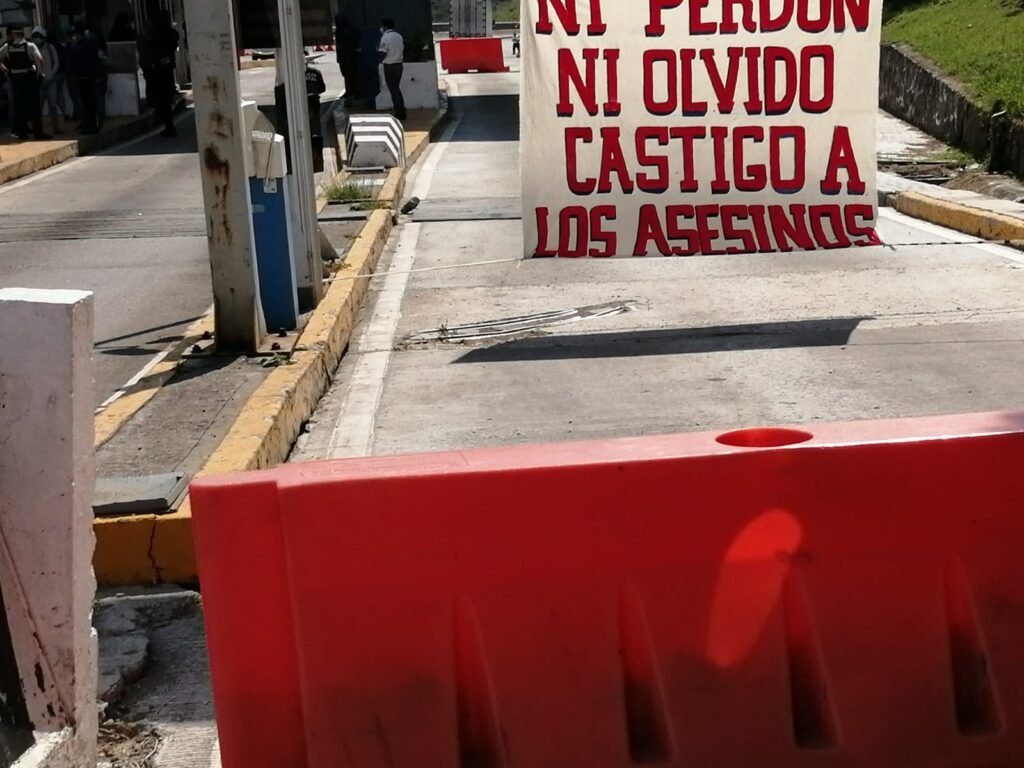 NI PERDON
NI OLVIDO
CASTIGO A
LOS ASESINOS